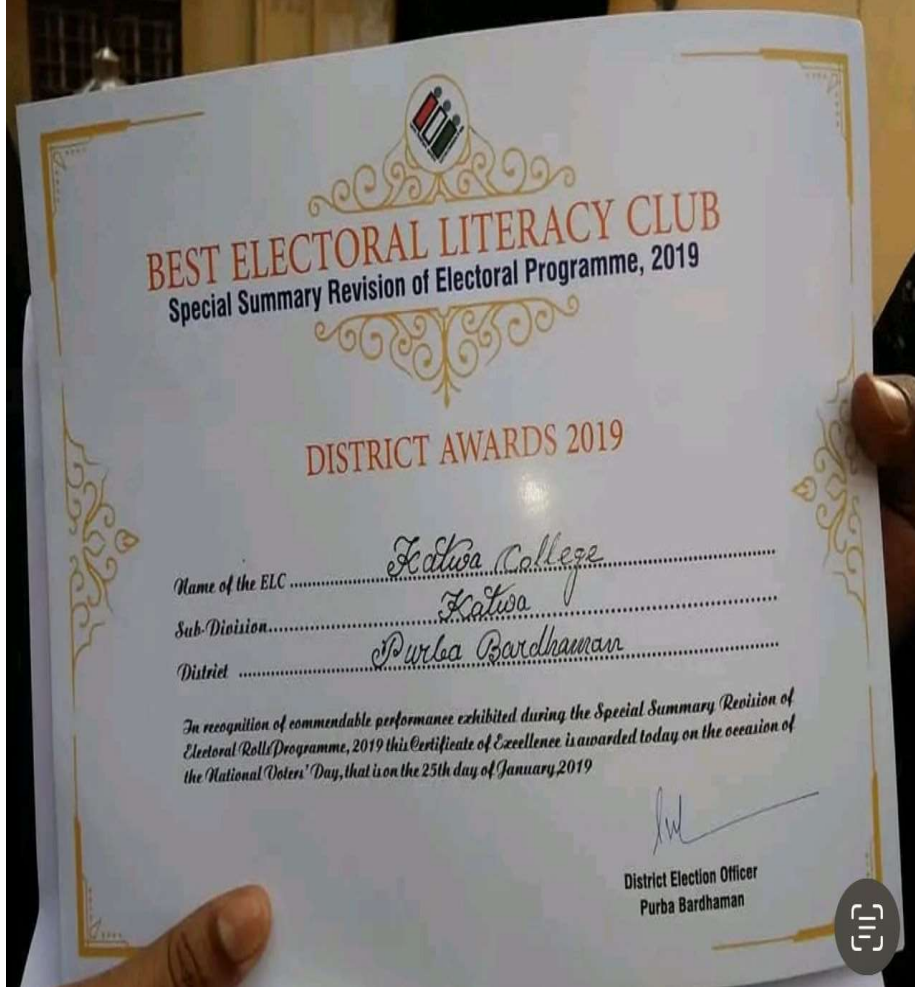 BEST ELECTORAL LITERACY CLUB
Special Summary Revision of Electoral Programme, 2019
DISTRICT AWARDS 2019
Name of the ELC Katwa College
Sub-Division Katwa
District Purba Bardhaman
In recognition of commendable performance exhibited during the Special Summary Revision of
Electoral Rolls Programme, 2019 this Certificate of Excellence is awarded today on the occasion of
the National Voters' Day, that is on the 25th day of January, 2019
District Election Officer
Purba Bardhaman